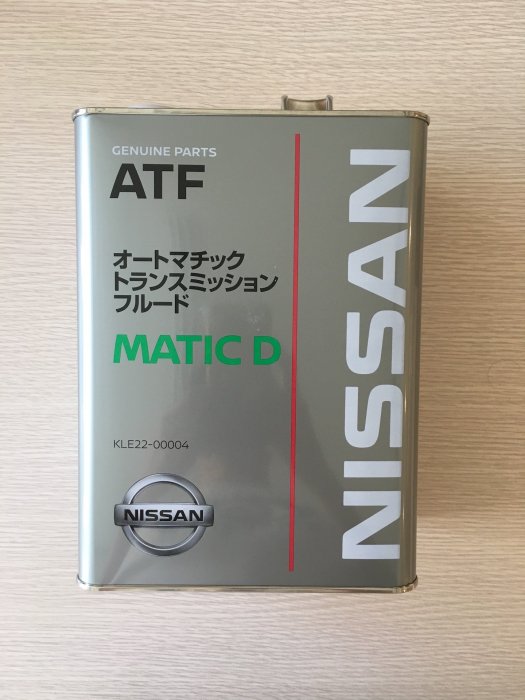 GENUINE PARTS
ATF
オートマチック
トランスミッション
フルード
MATIC D
KLE22-00004
NISSAN
NISSAN